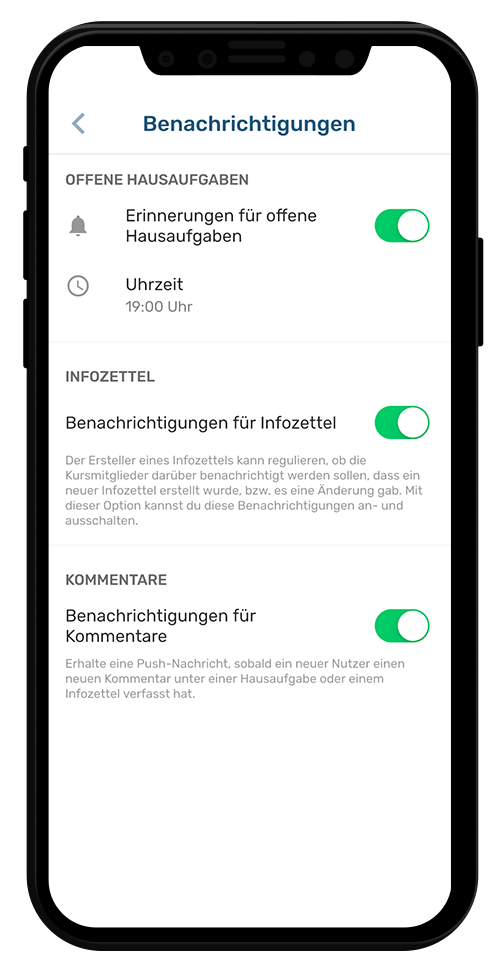 Benachrichtigungen
OFFENE HAUSAUFGABEN
Erinnerungen für offene
Hausaufgaben
Uhrzeit
19:00 Uhr
INFOZETTEL
Benachrichtigungen für Infozettel
Der Ersteller eines Infozettels kann regulieren, ob die
Kursmitglieder darüber benachrichtigt werden sollen, dass ein
neuer Infozettel erstellt wurde, bzw. es eine Änderung gab. Mit
dieser Option kannst du diese Benachrichtigungen an- und
ausschalten.
KOMMENTARE
Benachrichtigungen für
Kommentare
Erhalte eine Push-Nachricht, sobald ein neuer Nutzer einen
neuen Kommentar unter einer Hausaufgabe oder einem
Infozettel verfasst hat.